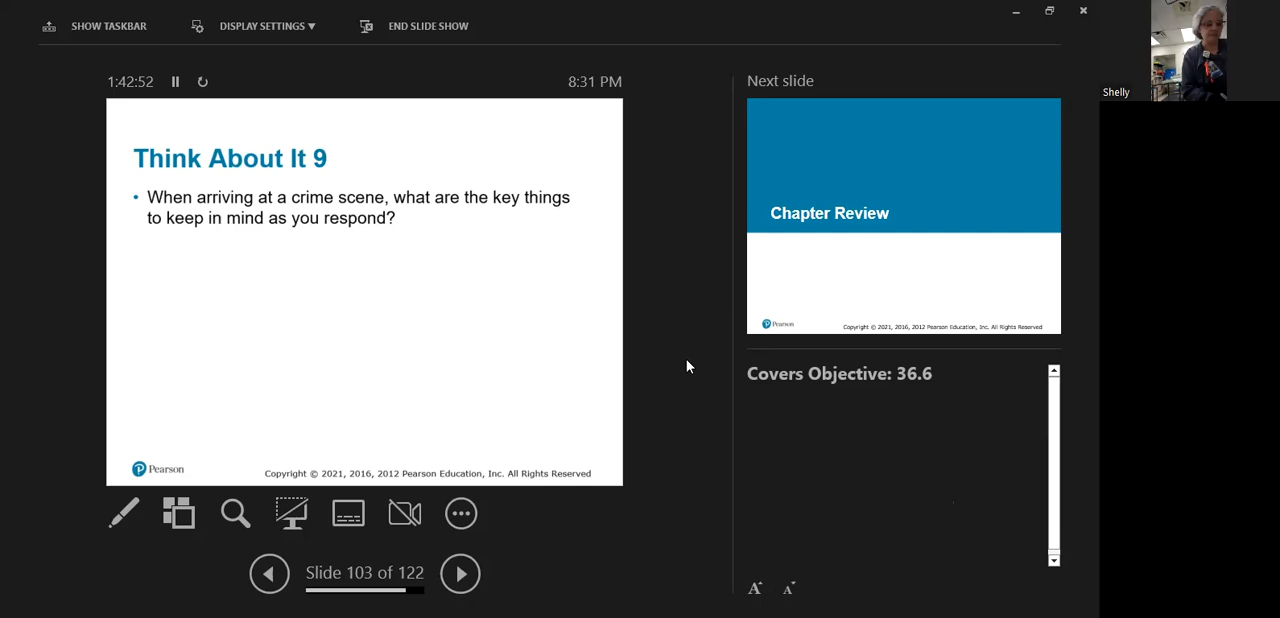 SHOW TASKBAR
DISPLAY SETTINGS ▼
END SLIDE SHOW
1:42:52
8:31 PM
Next slide
Shelly
Think About It 9
• When arriving at a crime scene, what are the key things
to keep in mind as you respond?
Pearson
Copyright © 2021, 2016, 2012 Pearson Education, Inc. All Rights Reserved
Chapter Review
Pearson
Copyright © 2021, 2016, 2012 Pearson Education, Inc. All Rights Reserved
Covers Objective: 36.6
Slide 103 of 122
A A